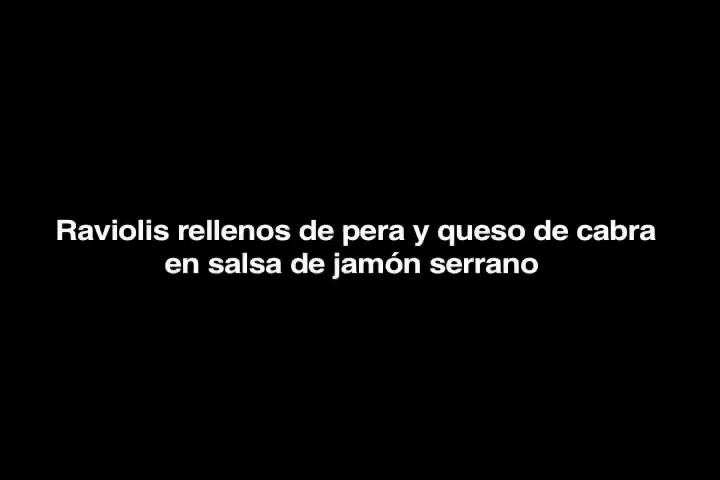 Raviolis rellenos de pera y queso de cabra
en salsa de jamón serrano